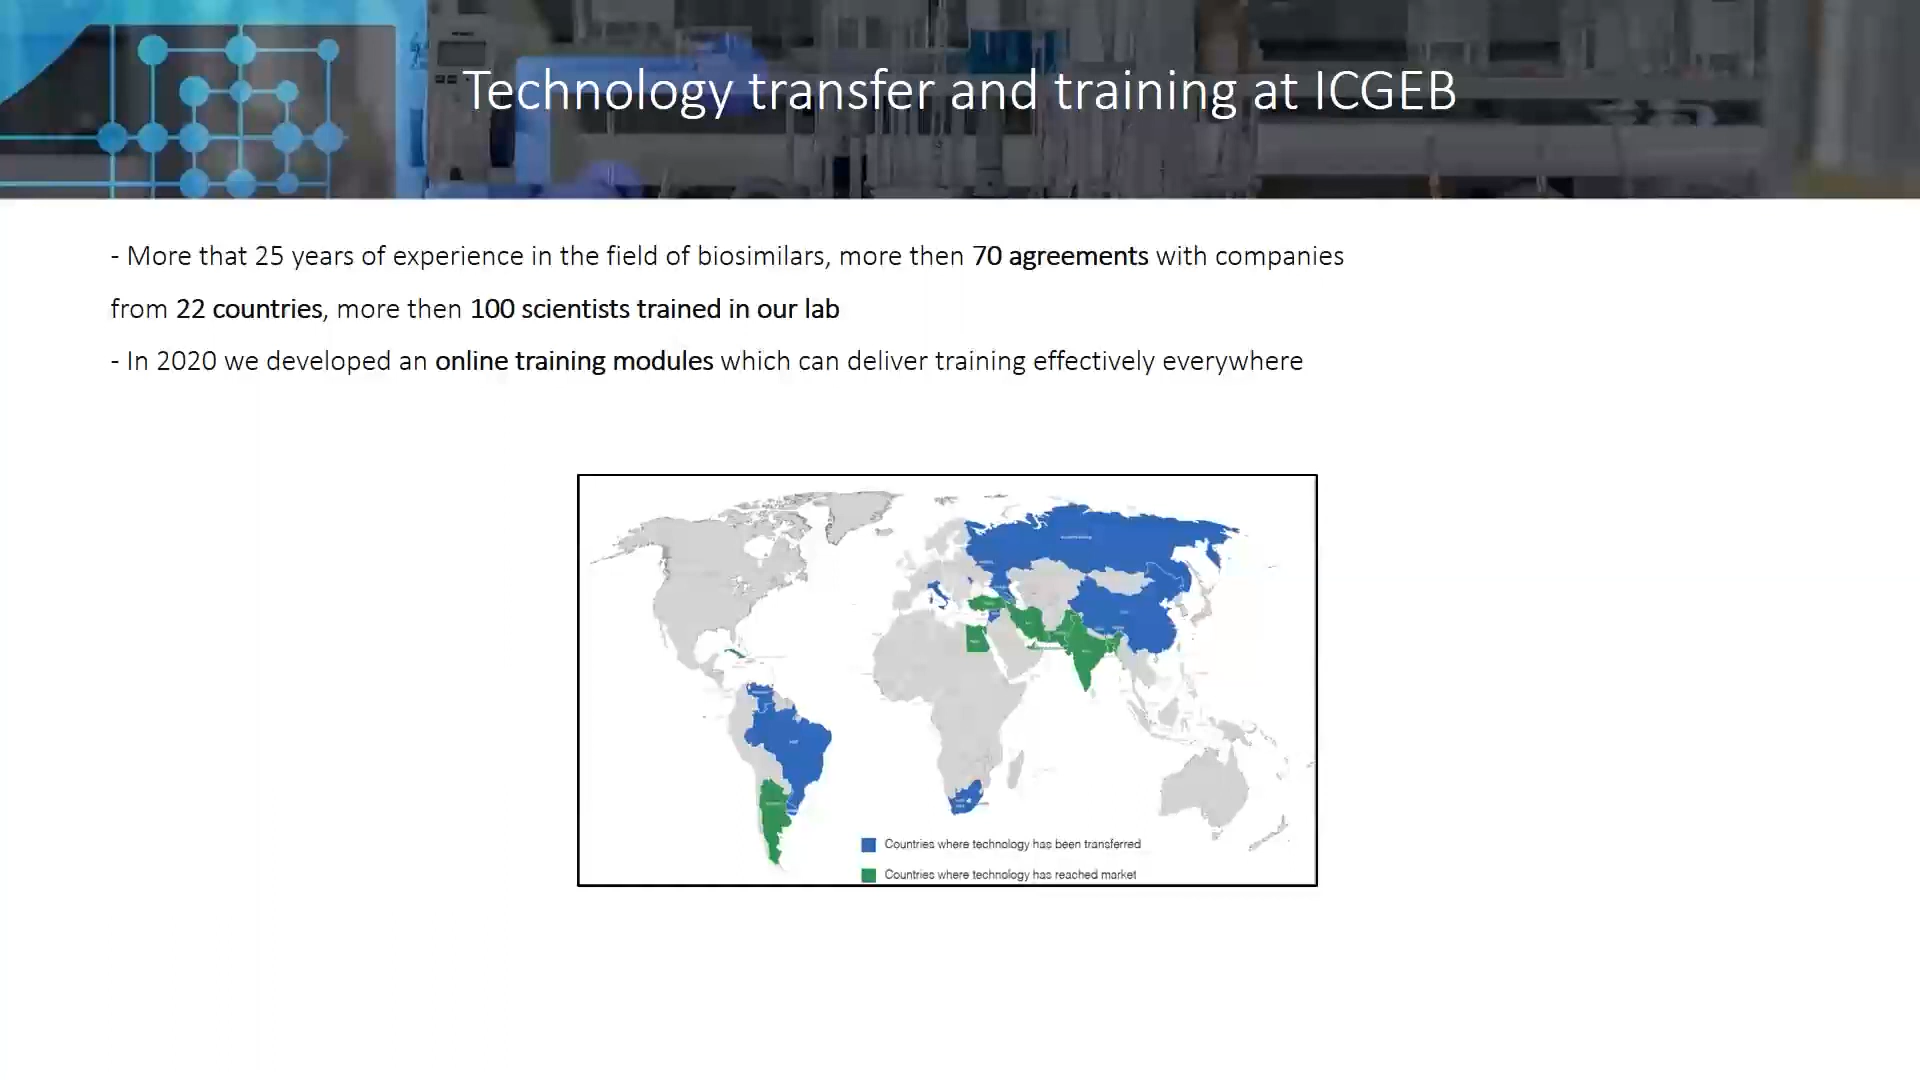 Technology transfer and training at ICGEB
- More that 25 years of experience in the field of biosimilars, more then 70 agreements with companies
from 22 countries, more then 100 scientists trained in our lab
- In 2020 we developed an online training modules which can deliver training effectively everywhere
Countries where technology has been transferred
Countries where technology has reached market